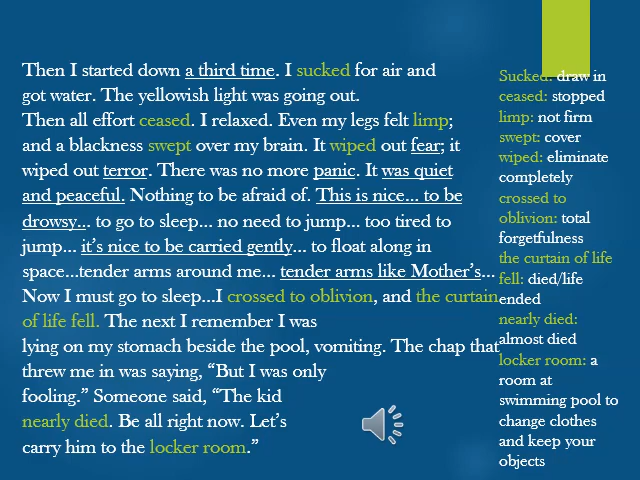 Then I started down a third time. I sucked for air and
got water. The yellowish light was going out.
Then all effort ceased. I relaxed. Even my legs felt limp;
and a blackness swept over my brain. It wiped out fear; it
wiped out terror. There was no more panic. It was quiet
and peaceful. Nothing to be afraid of. This is nice... to be
drowsy... to go to sleep... no need to jump... too tired to
jump... it’s nice to be carried gently... to float along in
space...tender arms around me... tender arms like Mother’s...
Now I must go to sleep...I crossed to oblivion, and the curtain
of life fell. The next I remember I was
lying on my stomach beside the pool, vomiting. The chap that
threw me in was saying, “But I was only
fooling.” Someone said, “The kid
nearly died. Be all right now. Let’s
carry him to the locker room.”
Sucked: draw in
ceased: stopped
limp: not firm
swept: cover
wiped: eliminate
completely
crossed to
oblivion: total
forgetfulness
the curtain of life
fell: died/life
ended
nearly died:
almost died
locker room: a
room at
swimming pool to
change clothes
and keep your
objects